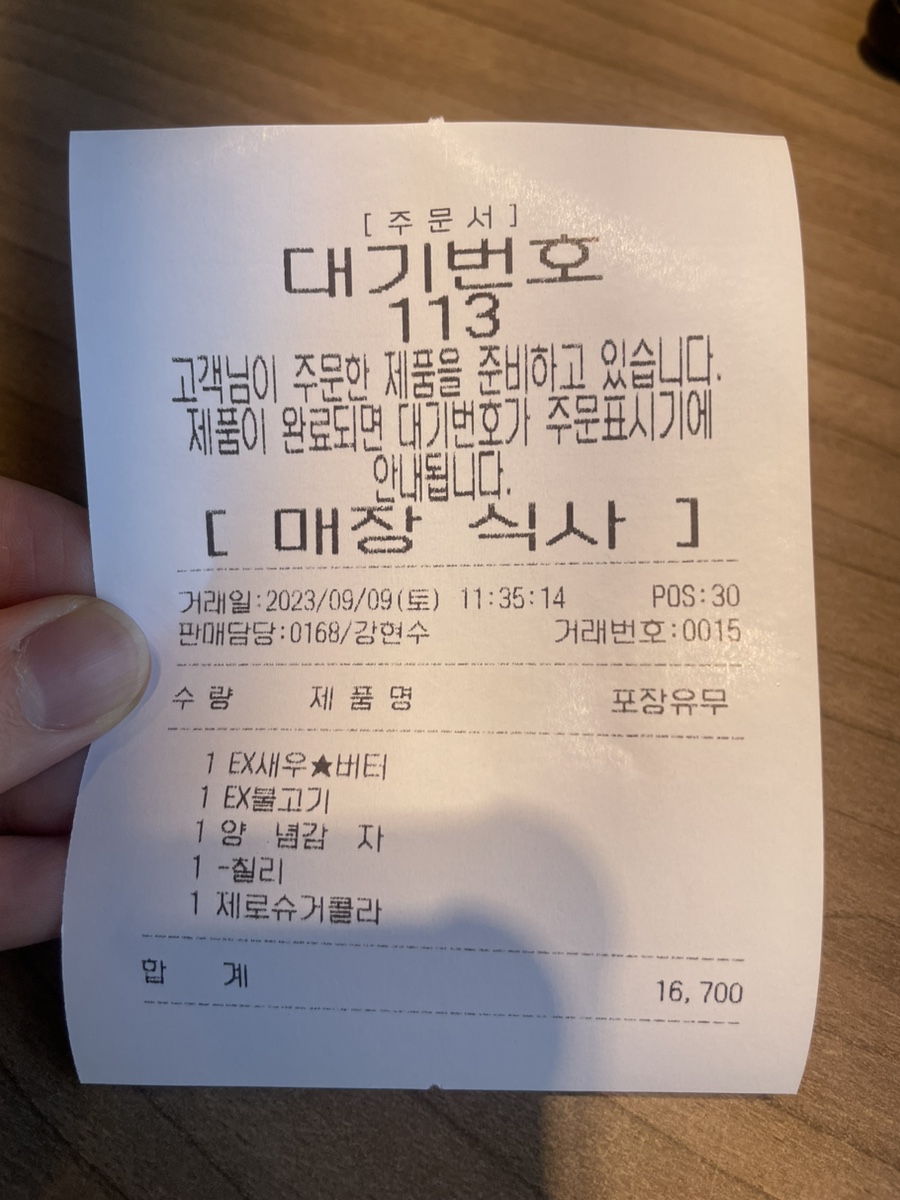 [ 주 문 서 ]
대기번호
113
고객님이 주문한 제품을 준비하고 있습니다.
제품이 완료되면 대기번호가 주문표시기에
안내됩니다.
[ 매장 식사 ]
거래일:2023/09/09(토) 11:35:14 POS:30
판매담당:0168/강현수 거래번호:0015
수 량 제 품 명 포장유무
1 EX새우★버터
1 EX불고기
1 양 념감 자
1 -칠리
1 제로슈거콜라
합 계 16,700